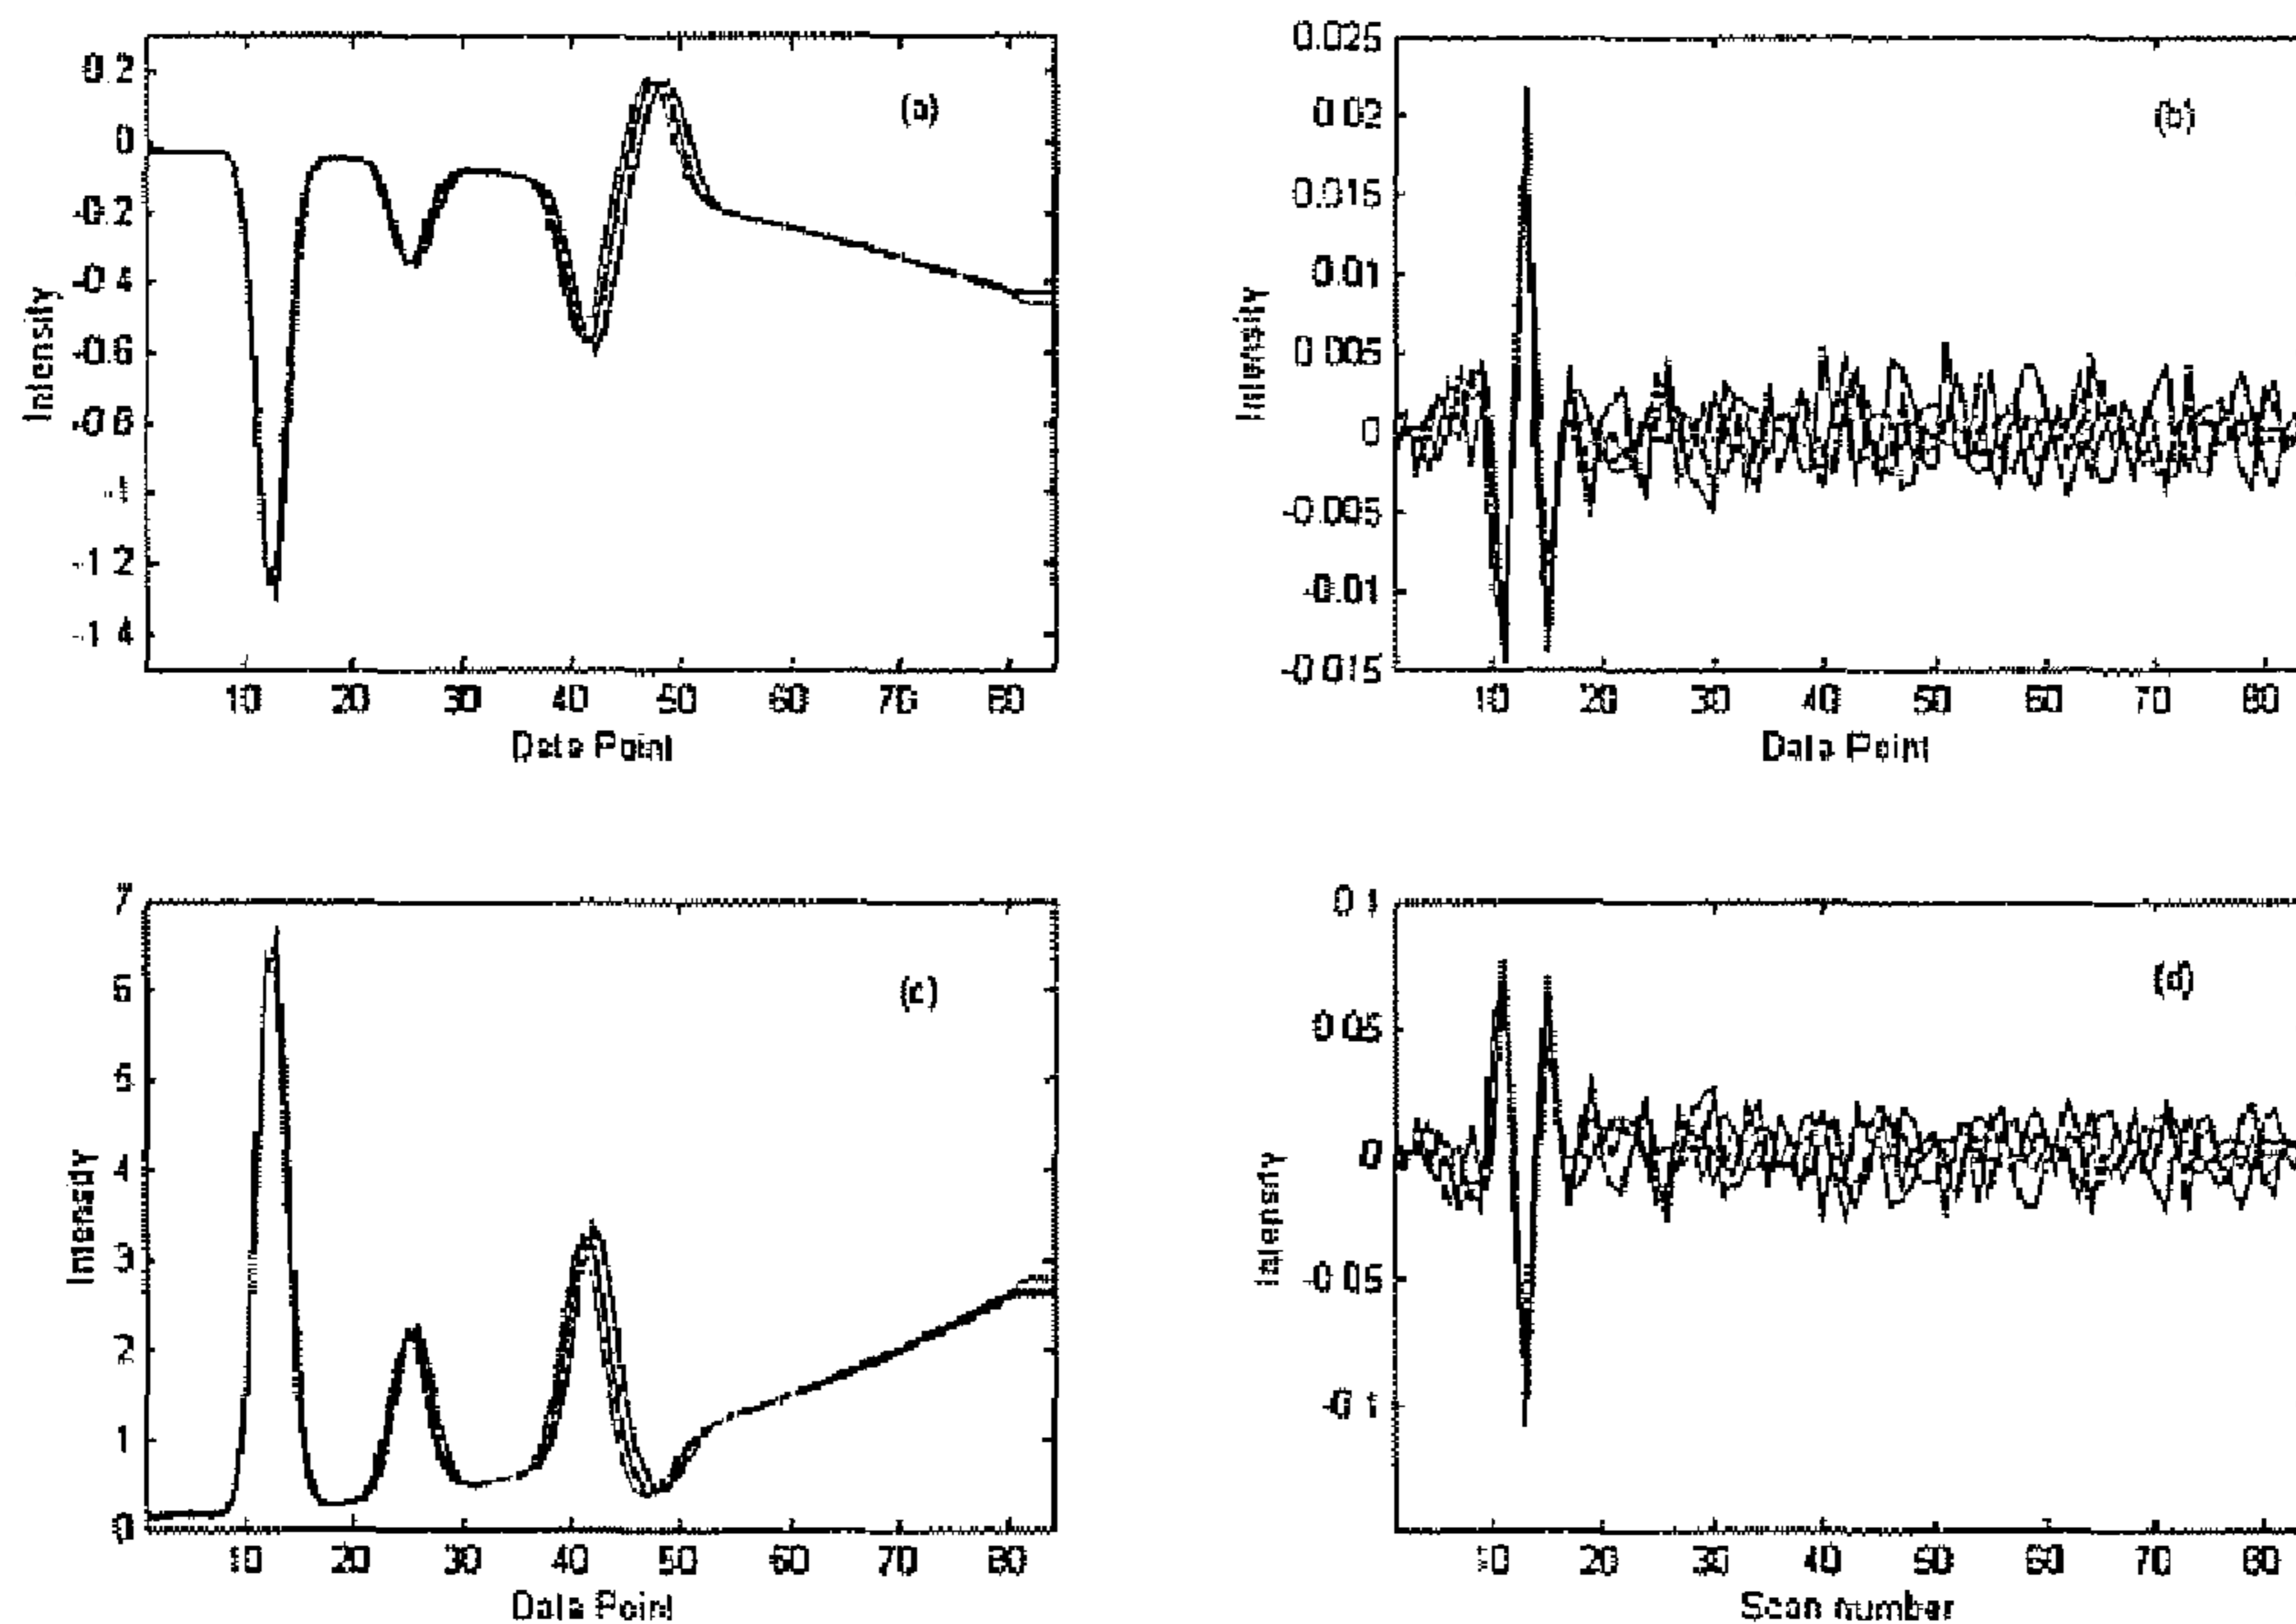 0.2
0
-0.2
-0.4
-0.6
-0.8
-1
-1.2
-1.4
Intensity
(a)
10 20 30 40 50 60 70 80
Data Point
0.025
0.02
0.015
0.01
0.005
0
-0.005
-0.01
-0.015
Intensity
(b)
10 20 30 40 50 60 70 80
Data Point
7
6
5
4
3
2
1
0
Intensity
(c)
10 20 30 40 50 60 70 80
Data Point
0.1
0.05
0
-0.05
-0.1
Intensity
(d)
10 20 30 40 50 60 70 80
Scan number